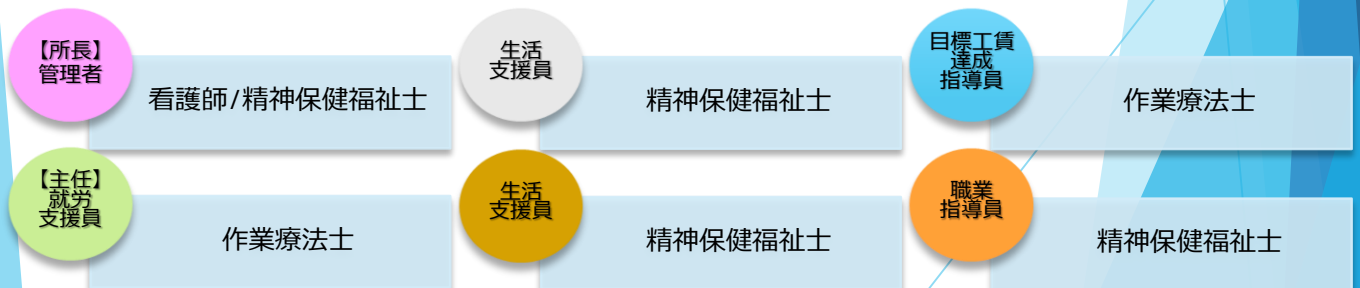 【所長】
管理者
看護師/精神保健福祉士
生活
支援員
精神保健福祉士
目標工賃
達成
指導員
作業療法士
【主任】
就労
支援員
作業療法士
生活
支援員
精神保健福祉士
職業
指導員
精神保健福祉士